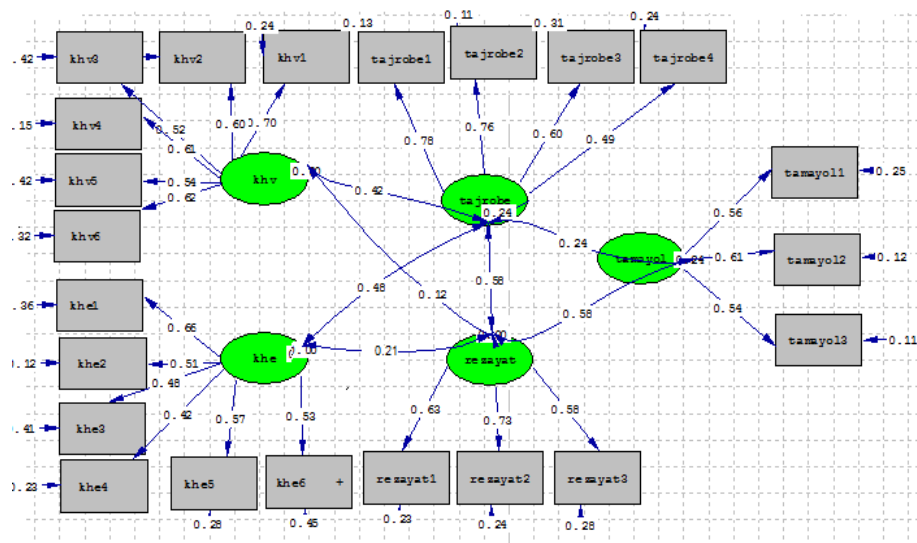 0.24
0.13
0.11
0.31
0.24
.42
khv3
khv2
khv1
tajrobe1
tajrobe2
tajrobe3
tajrobe4
.15
khv4
0.52
0.60
0.70
0.78
0.76
0.60
0.49
0.61
.42
khv5
0.54
khv
0.42
tajrobe
0.24
tamayol1
0.25
0.62
.32
khv6
0.56
0.24
tamayol
0.61
tamayol2
0.12
.36
khe1
0.48
0.12
0.58
0.54
0.66
0.58
tamayol3
0.11
0.12
khe2
0.51
khe
0.00
0.21
rezayat
0.48
.41
khe3
0.42
0.57
0.53
0.63
0.73
0.58
khe4
khe5
khe6 +
rezayat1
rezayat2
rezayat3
0.23
0.28
0.45
0.23
0.24
0.28